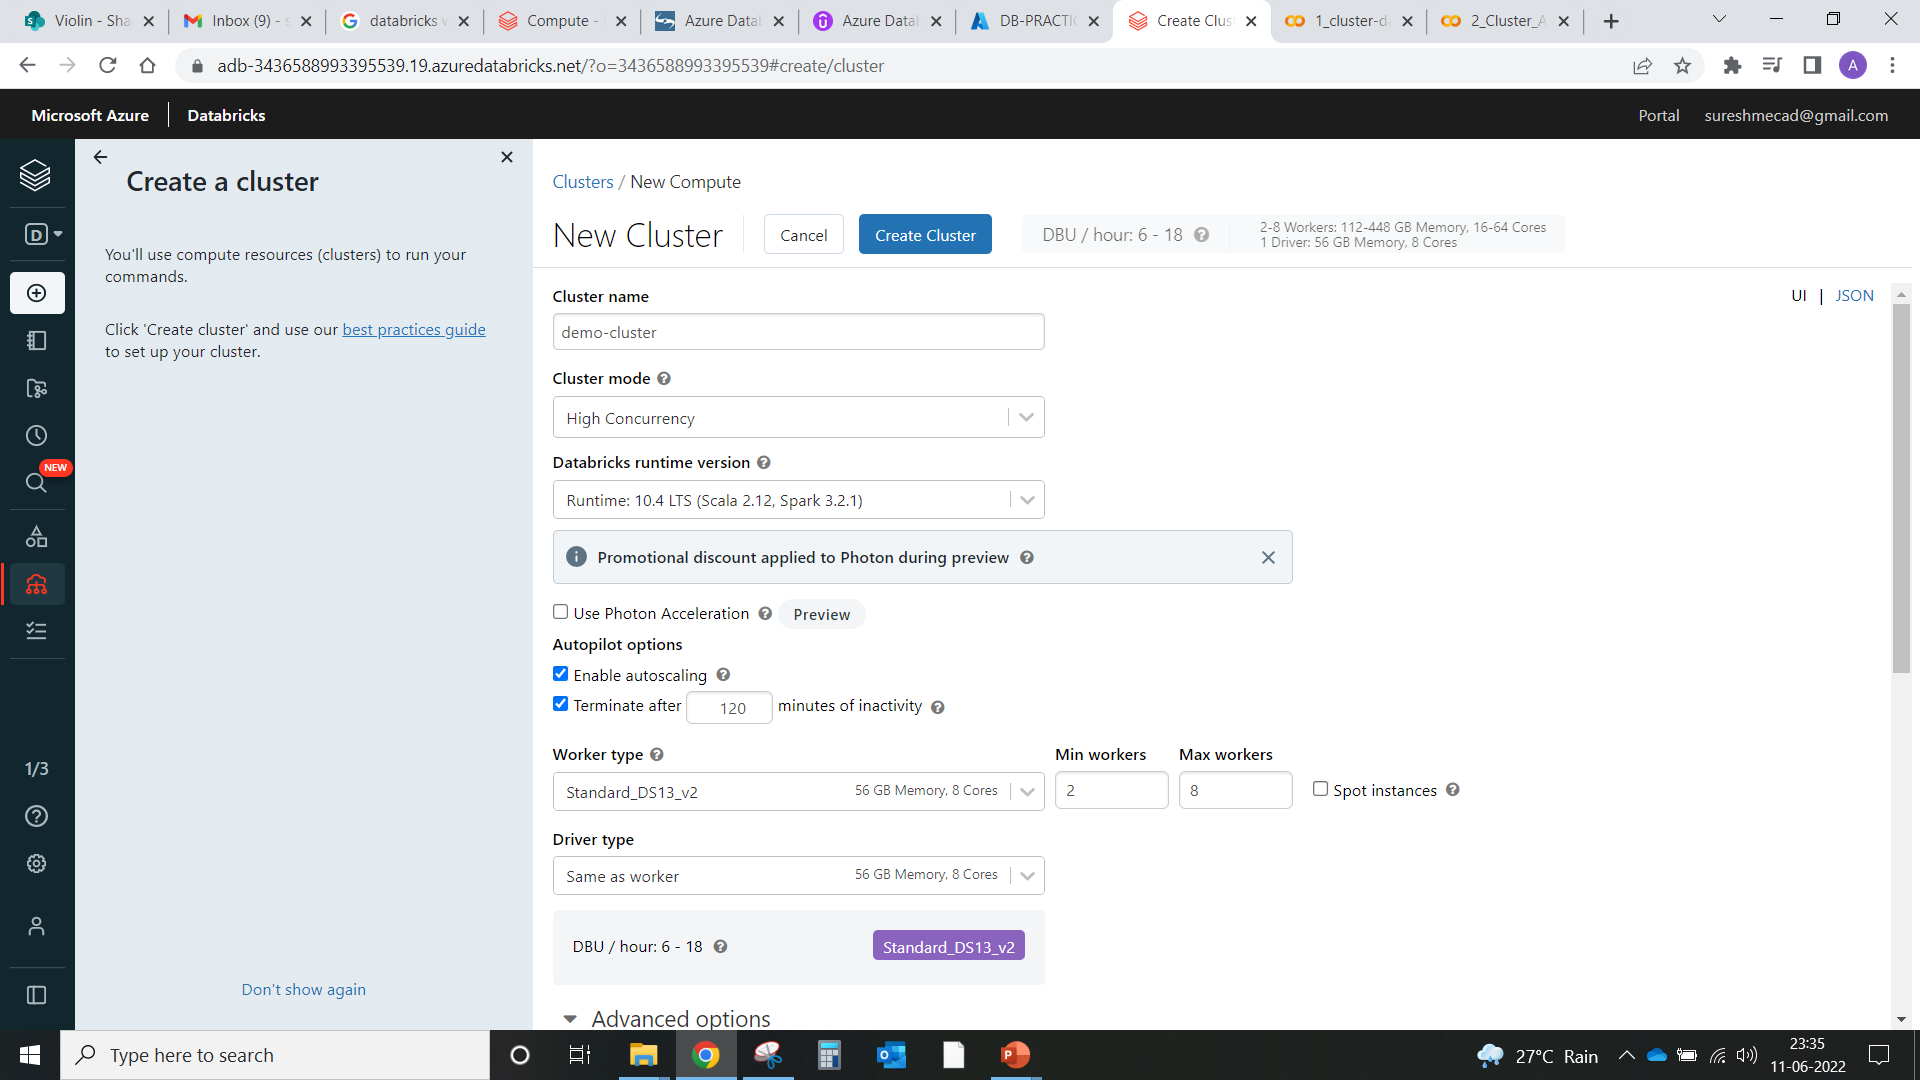 Violin - Sha
Inbox (9) - s
databricks w
Compute -
Azure Datab
Azure Datab
DB-PRACTIC
Create Clust
1_cluster-da
2_Cluster_A
adb-3436588993395539.19.azuredatabricks.net/?o=3436588993395539#create/cluster
A
Microsoft Azure
Databricks
Portal
sureshmecad@gmail.com
D
NEW
1/3
Create a cluster
You'll use compute resources (clusters) to run your
commands.
Click 'Create cluster' and use our best practices guide
to set up your cluster.
Don't show again
Clusters / New Compute
New Cluster
Cancel
Create Cluster
DBU / hour: 6 - 18
2-8 Workers: 112-448 GB Memory, 16-64 Cores
1 Driver: 56 GB Memory, 8 Cores
UI | JSON
Cluster name
demo-cluster
Cluster mode
High Concurrency
Databricks runtime version
Runtime: 10.4 LTS (Scala 2.12, Spark 3.2.1)
Promotional discount applied to Photon during preview
Use Photon Acceleration
Preview
Autopilot options
Enable autoscaling
Terminate after 120 minutes of inactivity
Worker type
Min workers
Max workers
Standard_DS13_v2 56 GB Memory, 8 Cores
2
8
Spot instances
Driver type
Same as worker 56 GB Memory, 8 Cores
DBU / hour: 6 - 18
Standard_DS13_v2
Advanced options
Type here to search
27°C Rain
23:35
11-06-2022